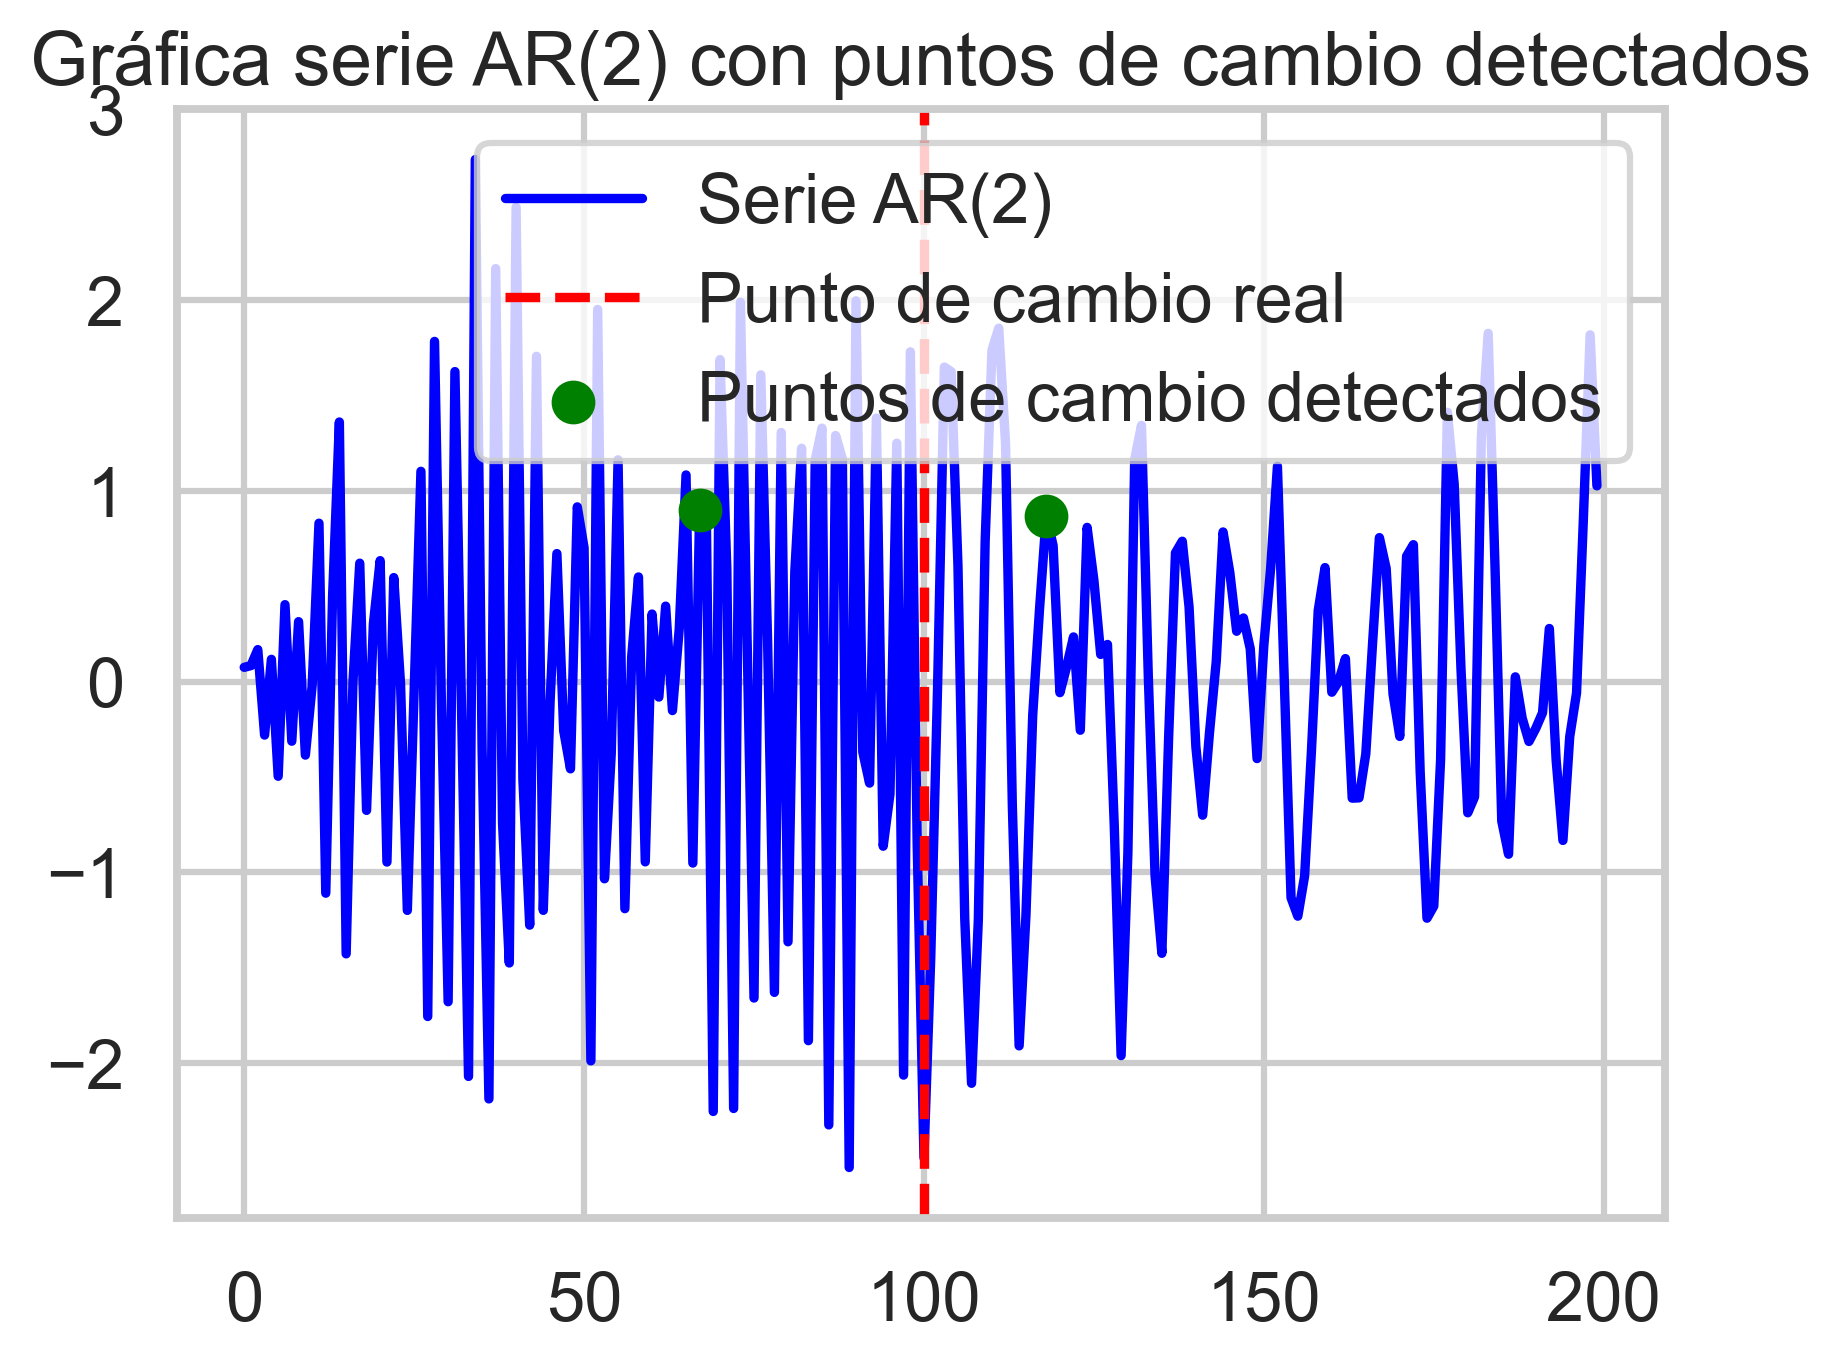 Gráfica serie AR(2) con puntos de cambio detectados
3
2
1
0
−1
−2
Serie AR(2)
Punto de cambio real
Puntos de cambio detectados
0 50 100 150 200